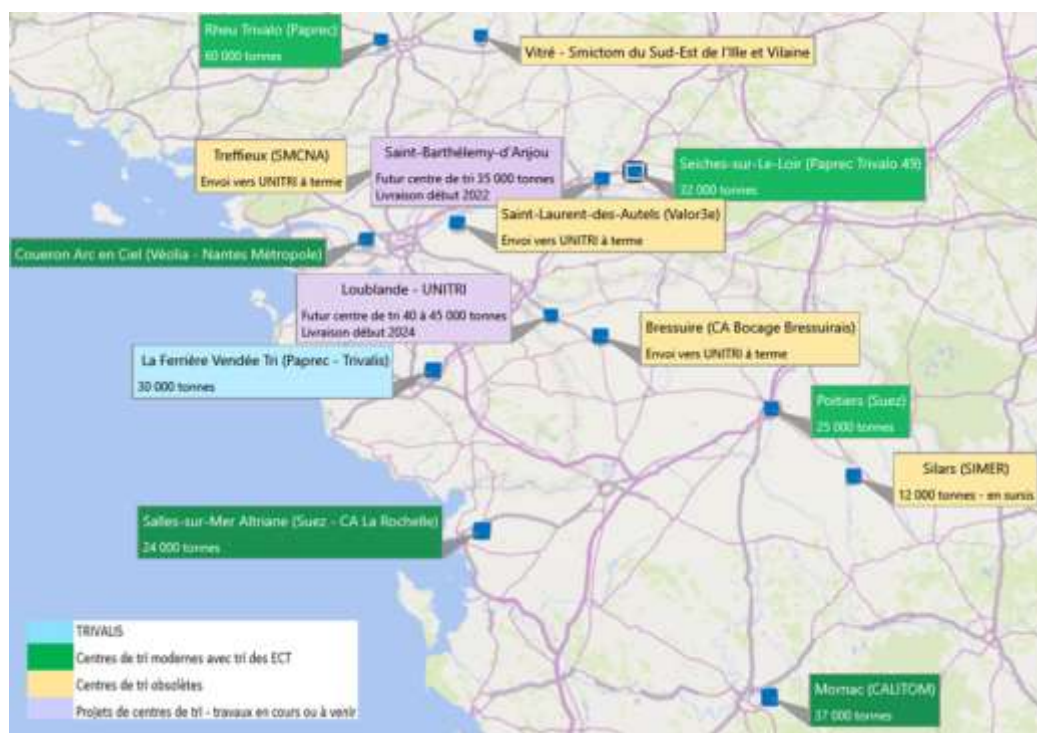 Rheu Trivalo (Paprec)
60 000 tonnes
Vitré - Smictom du Sud-Est de l'Ille et Vilaine
Treffieux (SMCNA)
Envoi vers UNITRI à terme
Saint-Barthélemy-d'Anjou
Futur centre de tri 35 000 tonnes
Livraison début 2022
Seiches-sur-Le-Loir (Paprec Trivalo 49)
32 000 tonnes
Saint-Laurent-des-Autels (Valor3e)
Envoi vers UNITRI à terme
Coueron Arc en Ciel (Véolia - Nantes Métropole)
Loublande - UNITRI
Futur centre de tri 40 à 45 000 tonnes
Livraison début 2024
Bressuire (CA Bocage Bressuirais)
Envoi vers UNITRI à terme
La Ferrière Vendée Tri (Paprec - Trivalis)
30 000 tonnes
Poitiers (Suez)
25 000 tonnes
Silars (SIMER)
12 000 tonnes - en sursis
Salles-sur-Mer Altriane (Suez - CA La Rochelle)
24 000 tonnes
Mornac (CALITOM)
37 000 tonnes
TRIVALIS
Centres de tri modernes avec tri des ECT
Centres de tri obsolètes
Projets de centres de tri - travaux en cours ou à venir